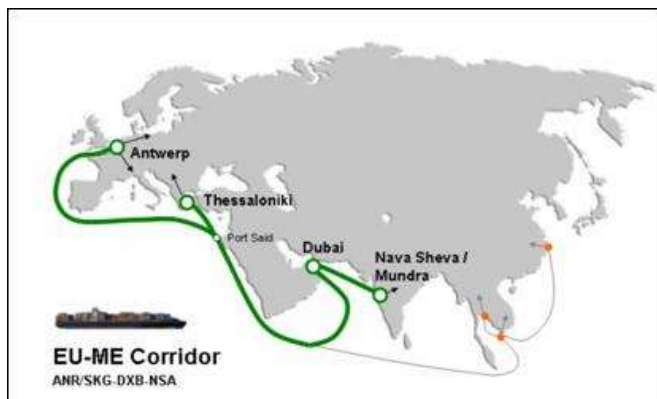 Antwerp
Thessaloniki
Port Said
Dubai
Nava Sheva /
Mundra
EU-ME Corridor
ANR/SKG-DXB-NSA